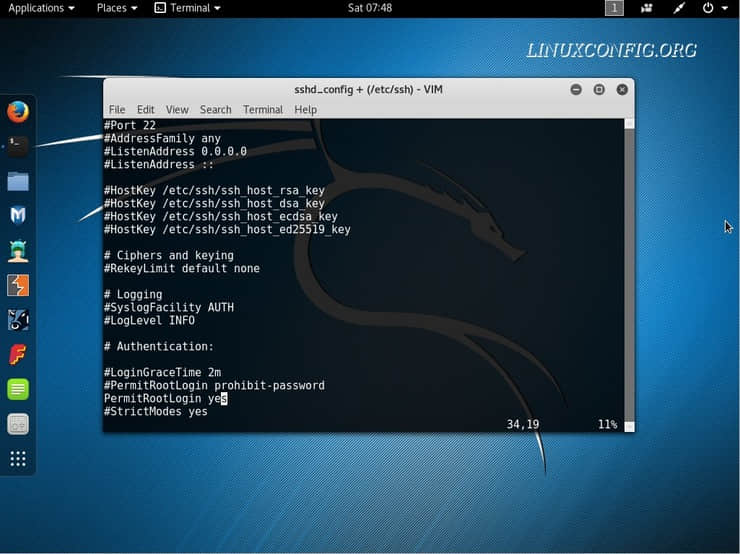 Applications Places Terminal Sat 07:48 1
LINUXCONFIG.ORG
sshd_config + (/etc/ssh) - VIM
File Edit View Search Terminal Help
#Port 22
#AddressFamily any
#ListenAddress 0.0.0.0
#ListenAddress ::
#HostKey /etc/ssh/ssh_host_rsa_key
#HostKey /etc/ssh/ssh_host_dsa_key
#HostKey /etc/ssh/ssh_host_ecdsa_key
#HostKey /etc/ssh/ssh_host_ed25519_key
# Ciphers and keying
#RekeyLimit default none
# Logging
#SyslogFacility AUTH
#LogLevel INFO
# Authentication:
#LoginGraceTime 2m
#PermitRootLogin prohibit-password
PermitRootLogin yes
#StrictModes yes
34,19 11%